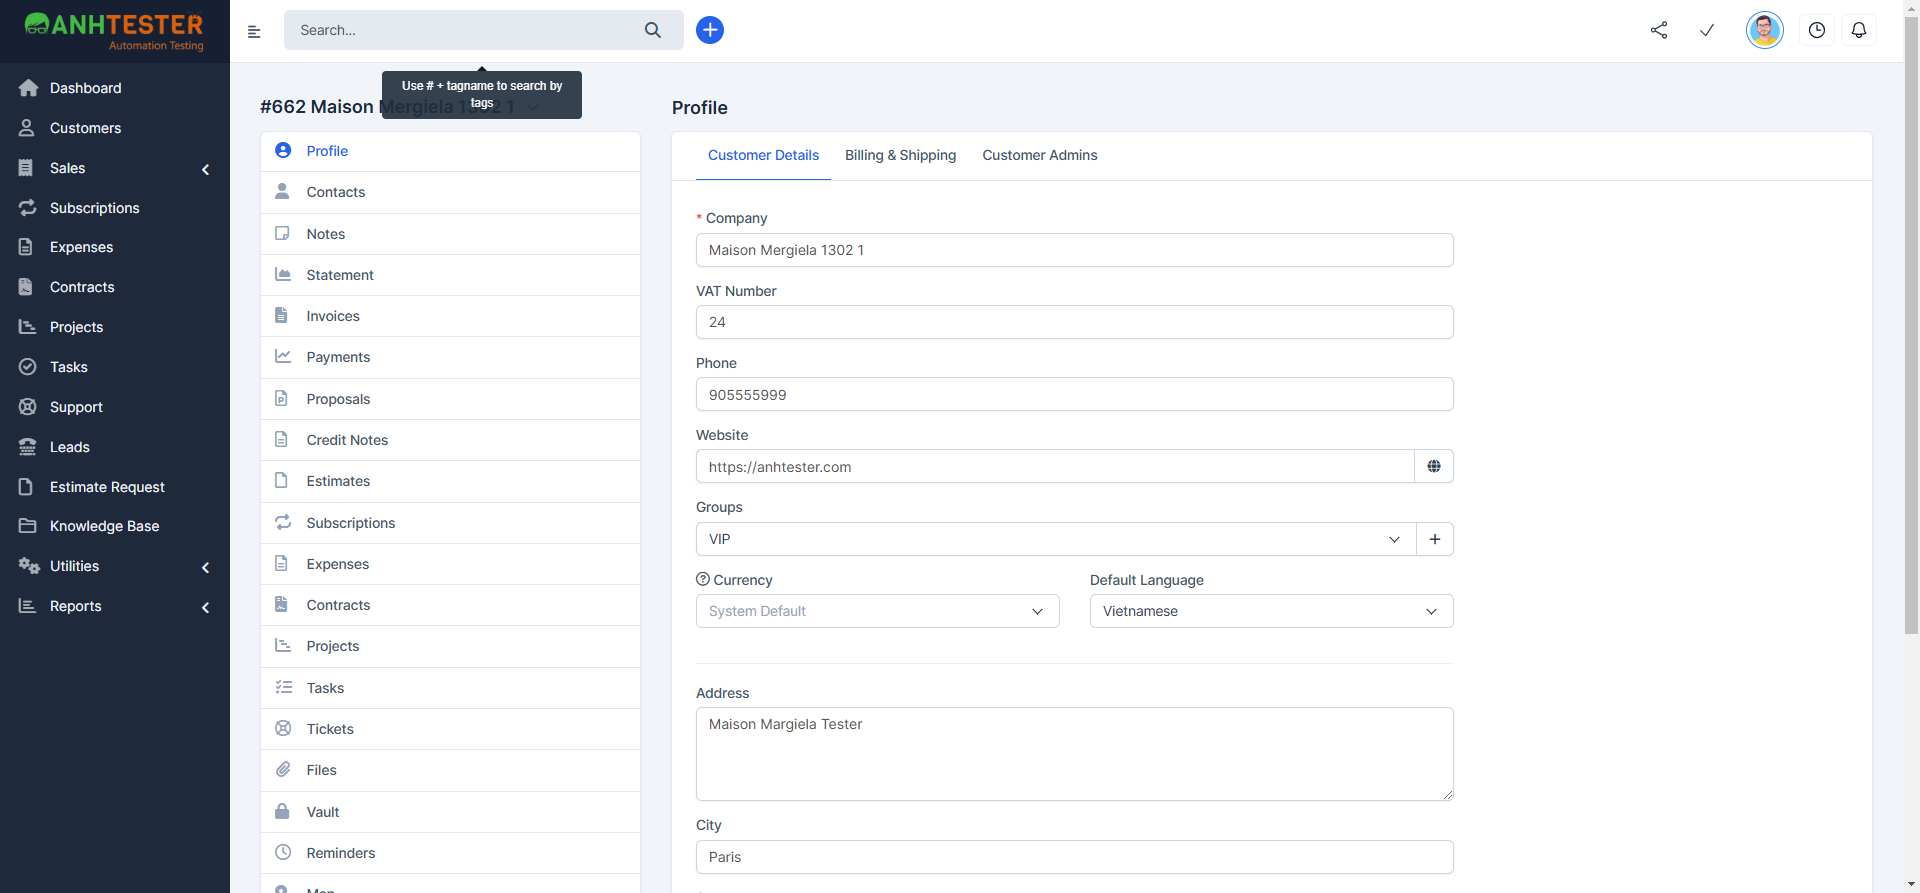 ANHTESTER
Automation Testing
Search...
Use # + tagname to search by
tags
Dashboard
Customers
Sales
Subscriptions
Expenses
Contracts
Projects
Tasks
Support
Leads
Estimate Request
Knowledge Base
Utilities
Reports
#662 Maison Mergiela 1302 1
Profile
Contacts
Notes
Statement
Invoices
Payments
Proposals
Credit Notes
Estimates
Subscriptions
Expenses
Contracts
Projects
Tasks
Tickets
Files
Vault
Reminders
Map
Profile
Customer Details Billing & Shipping Customer Admins
* Company
Maison Mergiela 1302 1
VAT Number
24
Phone
905555999
Website
https://anhtester.com
Groups
VIP
Currency Default Language
System Default Vietnamese
Address
Maison Margiela Tester
City
Paris